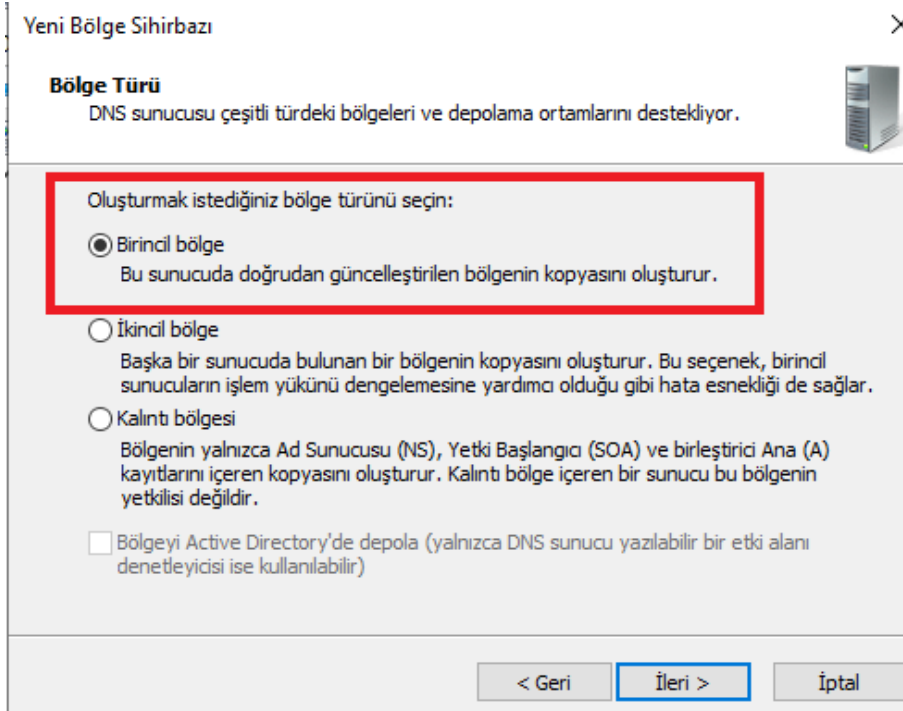 Yeni Bölge Sihirbazı
Bölge Türü
DNS sunucusu çeşitli türdeki bölgeleri ve depolama ortamlarını destekliyor.
Oluşturmak istediğiniz bölge türünü seçin:
Birincil bölge
Bu sunucuda doğrudan güncelleştirilen bölgenin kopyasını oluşturur.
İkincil bölge
Başka bir sunucuda bulunan bir bölgenin kopyasını oluşturur. Bu seçenek, birincil
sunucuların işlem yükünü dengelemesine yardımcı olduğu gibi hata esnekliği de sağlar.
Kalıntı bölgesi
Bölgenin yalnızca Ad Sunucusu (NS), Yetki Başlangıcı (SOA) ve birleştirici Ana (A)
kayıtlarını içeren kopyasını oluşturur. Kalıntı bölge içeren bir sunucu bu bölgenin
yetkilisi değildir.
Bölgeyi Active Directory'de depola (yalnızca DNS sunucu yazılabilir bir etki alanı
denetleyicisi ise kullanılabilir)
< Geri İleri > İptal